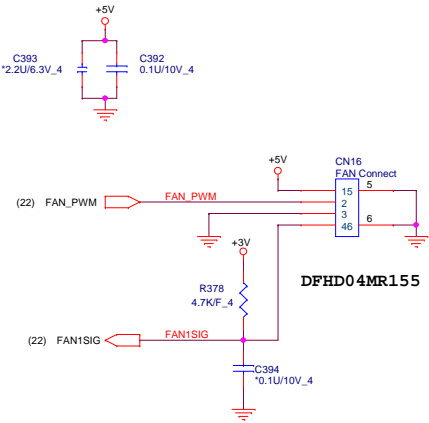 +5V
C393
*2.2U/6.3V_4
C392
0.1U/10V_4
+5V
CN16
FAN Connect
(22) FAN_PWM
FAN_PWM
15
2
3
46
5
6
+3V
DFHD04MR155
R378
4.7K/F_4
(22) FAN1SIG
FAN1SIG
C394
*0.1U/10V_4